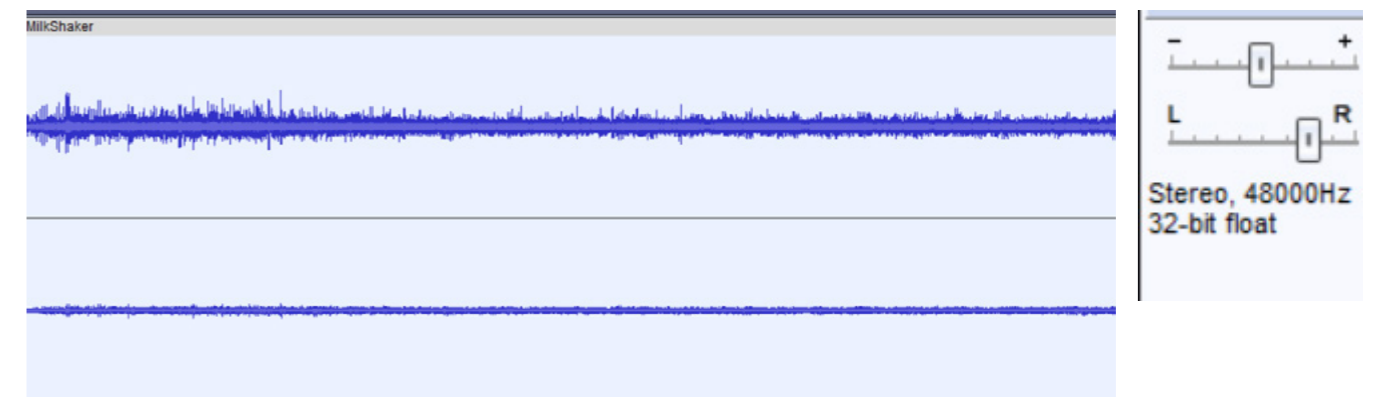 MilkShaker
- +
L R
Stereo, 48000Hz
32-bit float